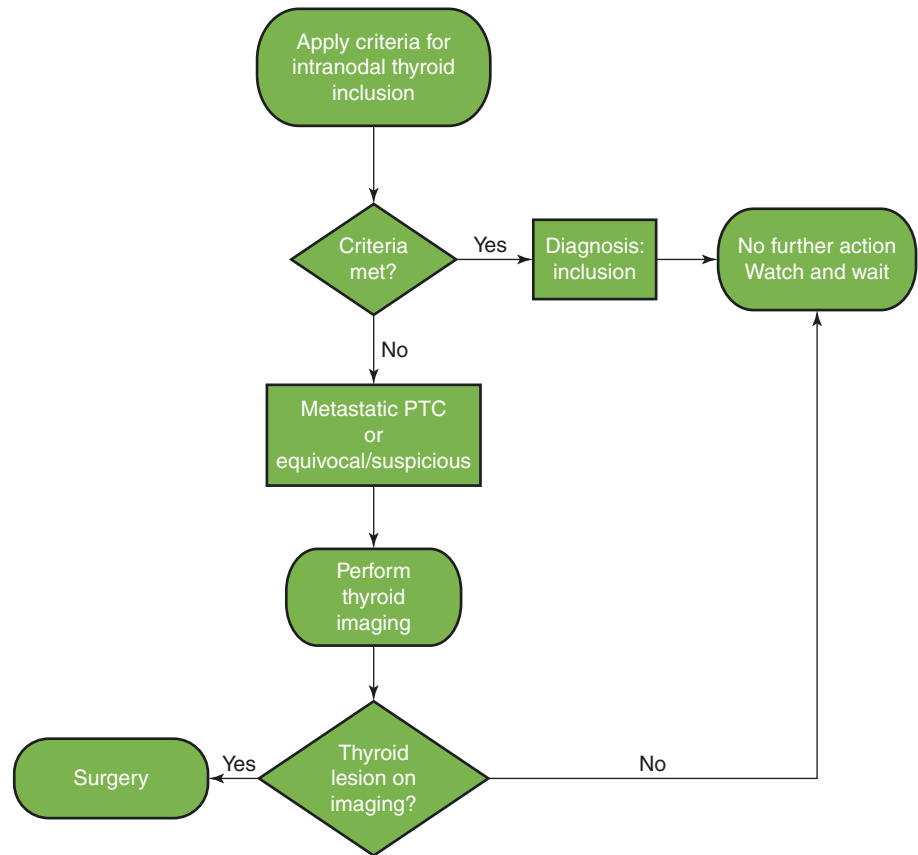 Apply criteria for
intranodal thyroid
inclusion
Criteria
met?
Yes
Diagnosis:
inclusion
No further action
Watch and wait
No
Metastatic PTC
or
equivocal/suspicious
Perform
thyroid
imaging
Thyroid
lesion on
imaging?
Yes
Surgery
No